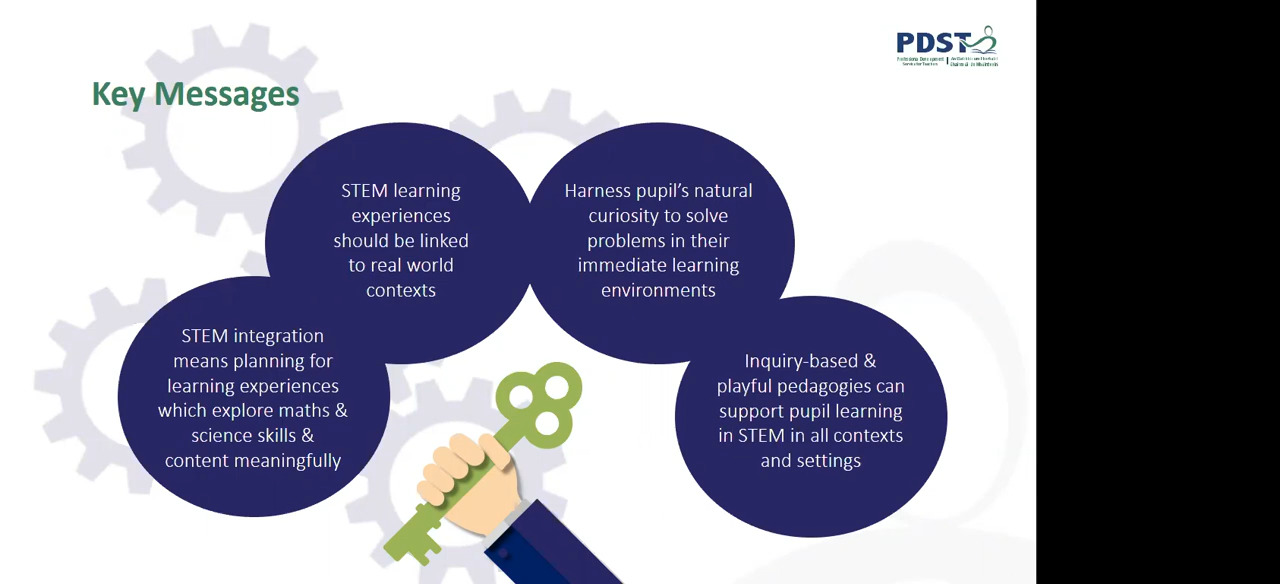 PDST
Key Messages
STEM integration
means planning for
learning experiences
which explore maths &
science skills &
content meaningfully
STEM learning
experiences
should be linked
to real world
contexts
Harness pupil's natural
curiosity to solve
problems in their
immediate learning
environments
Inquiry-based &
playful pedagogies can
support pupil learning
in STEM in all contexts
and settings